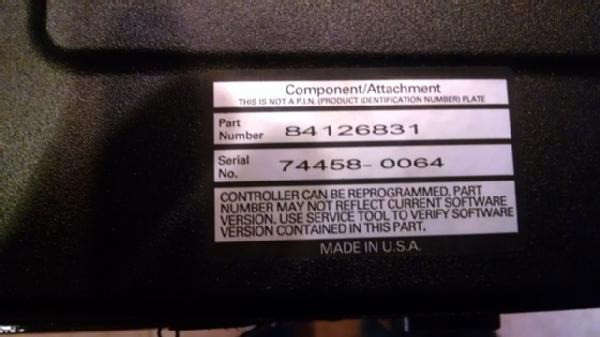 Component/Attachment
THIS IS NOT A P.I.N. (PRODUCT IDENTIFICATION NUMBER) PLATE
Part
Number 84126831
Serial
No. 74458-0064
CONTROLLER CAN BE REPROGRAMMED. PART
NUMBER MAY NOT REFLECT CURRENT SOFTWARE
VERSION. USE SERVICE TOOL TO VERIFY SOFTWARE
VERSION CONTAINED IN THIS PART.
MADE IN U.S.A.